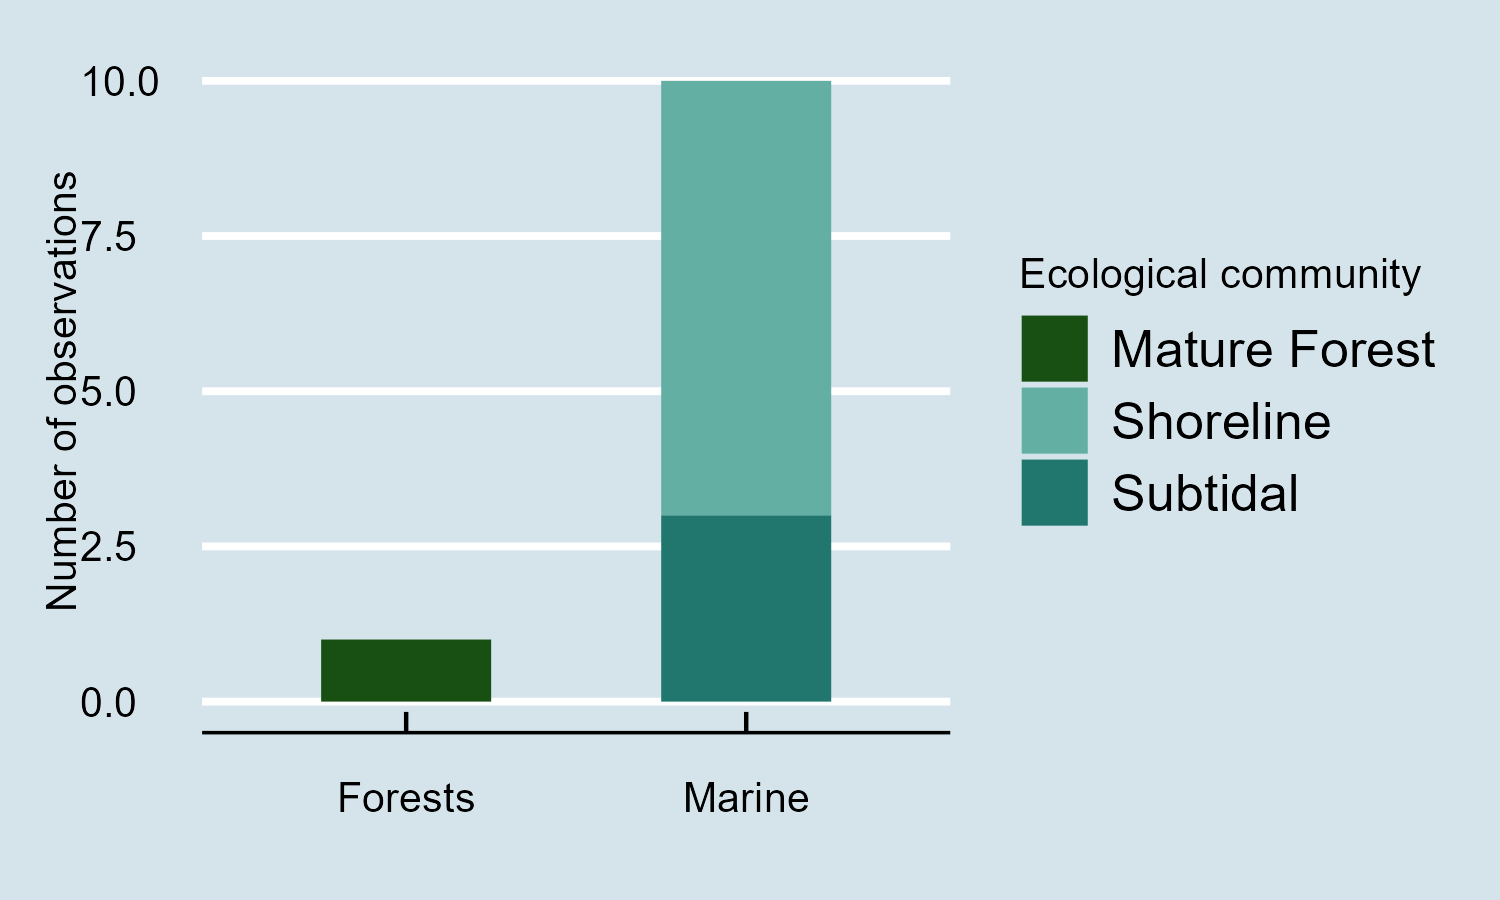 Number of observations
10.0
7.5
5.0
2.5
0.0
Forests
Marine
Ecological community
Mature Forest
Shoreline
Subtidal